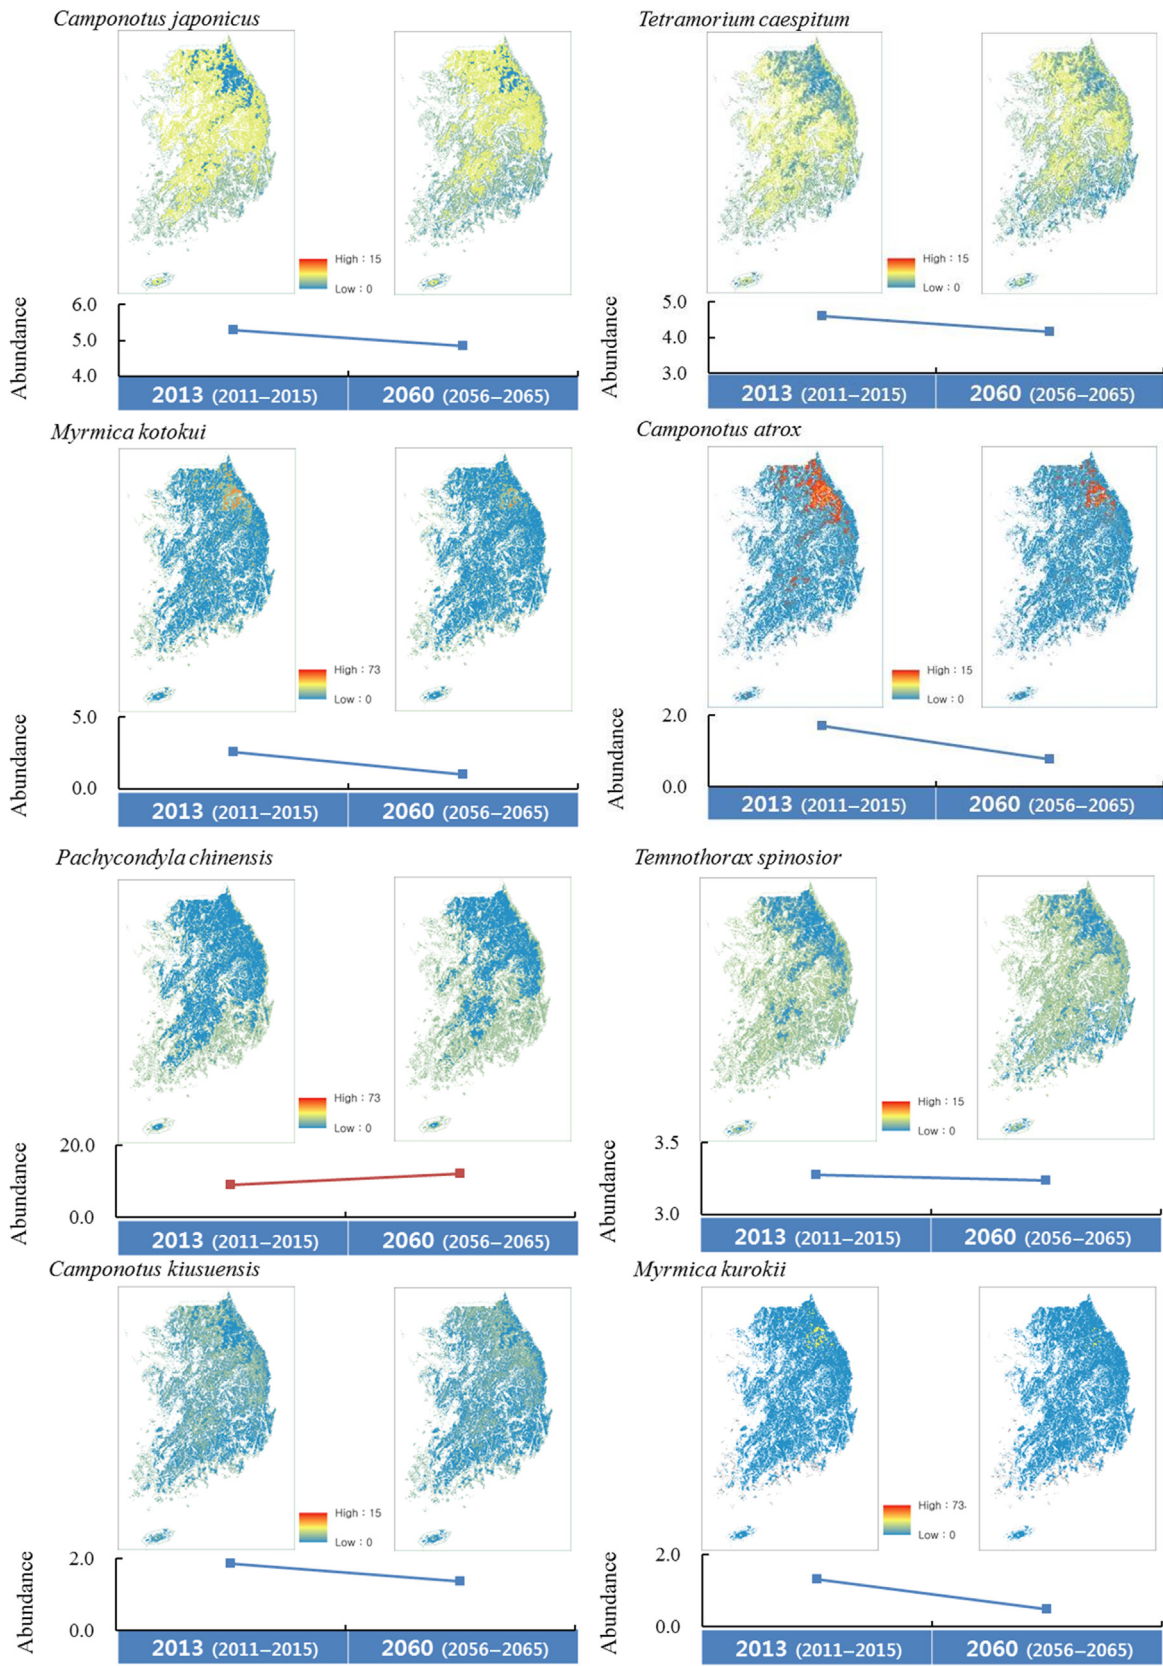 Camponotus japonicus
High : 15
Low : 0
Abundance
6.0
5.0
4.0
2013 (2011–2015)
2060 (2056–2065)
Tetramorium caespitum
High : 15
Low : 0
Abundance
5.0
4.0
3.0
2013 (2011–2015)
2060 (2056–2065)
Myrmica kotokui
High : 73
Low : 0
Abundance
5.0
0.0
2013 (2011–2015)
2060 (2056–2065)
Camponotus atrox
High : 15
Low : 0
Abundance
2.0
0.0
2013 (2011–2015)
2060 (2056–2065)
Pachycondyla chinensis
High : 73
Low : 0
Abundance
20.0
0.0
2013 (2011–2015)
2060 (2056–2065)
Temnothorax spinosior
High : 15
Low : 0
Abundance
3.5
3.0
2013 (2011–2015)
2060 (2056–2065)
Camponotus kiusuensis
High : 15
Low : 0
Abundance
2.0
0.0
2013 (2011–2015)
2060 (2056–2065)
Myrmica kurokii
High : 73.
Low : 0
Abundance
2.0
0.0
2013 (2011–2015)
2060 (2056–2065)